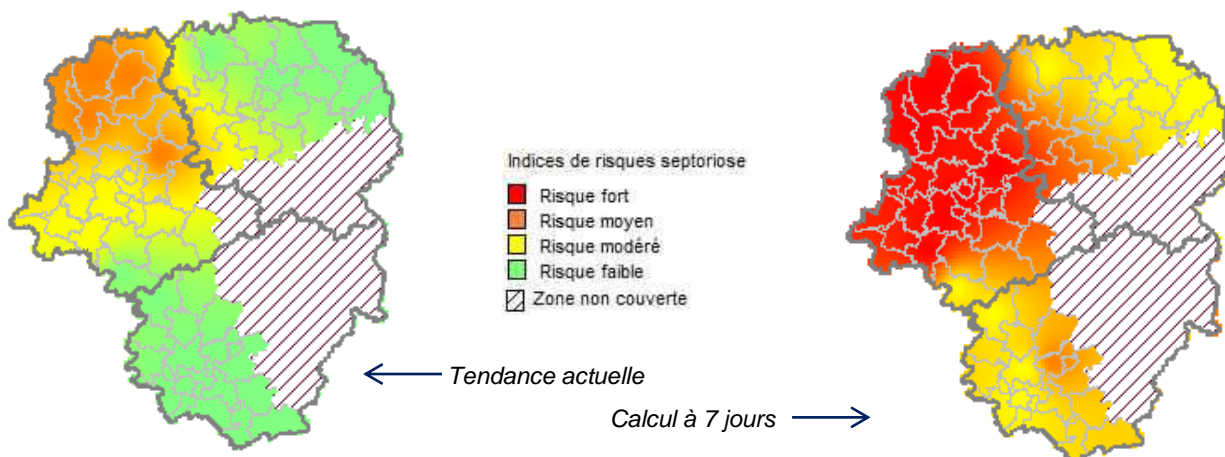 Indices de risques septoriose
Risque fort
Risque moyen
Risque modéré
Risque faible
Zone non couverte
Tendance actuelle
Calcul à 7 jours